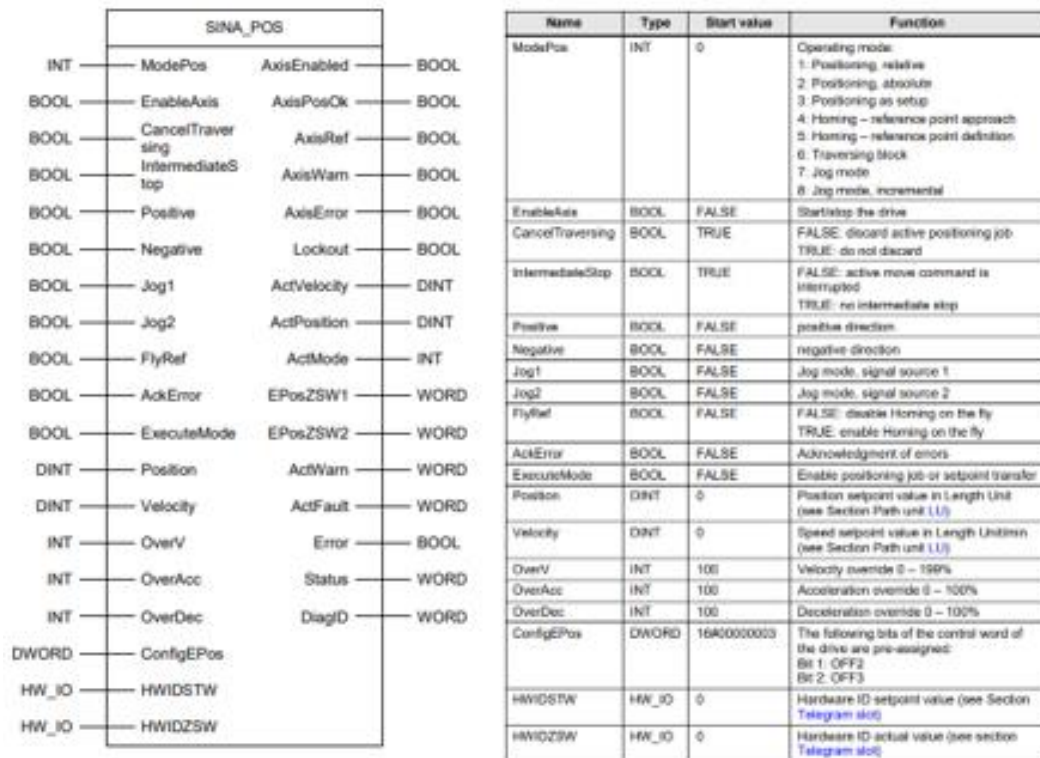 SINA_POS
INT ModePos AxisEnabled BOOL
BOOL EnableAxis AxisPosOk BOOL
BOOL CancelTraver
sing AxisRef BOOL
BOOL IntermediateS
top AxisWarn BOOL
BOOL Positive AxisError BOOL
BOOL Negative Lockout BOOL
BOOL Jog1 ActVelocity DINT
BOOL Jog2 ActPosition DINT
BOOL FlyRef ActMode INT
BOOL AckError EPosZSW1 WORD
BOOL ExecuteMode EPosZSW2 WORD
DINT Position ActWarn WORD
DINT Velocity ActFault WORD
INT OverV Error BOOL
INT OverAcc Status WORD
INT OverDec DiagID WORD
DWORD ConfigEPos
HW_IO HWIDSTW
HW_IO HWIDZSW
Name Type Start value Function
ModePos INT 0 Operating mode:
1: Positioning, relative
2: Positioning, absolute
3: Positioning as setup
4: Homing – reference point approach
5: Homing – reference point definition
6: Traversing block
7: Jog mode
8: Jog mode, incremental
EnableAxis BOOL FALSE Start/stop the drive
CancelTraversing BOOL TRUE FALSE: discard active positioning job
TRUE: do not discard
IntermediateStop BOOL TRUE FALSE: active move command is
interrupted
TRUE: no intermediate stop
Positive BOOL FALSE positive direction
Negative BOOL FALSE negative direction
Jog1 BOOL FALSE Jog mode, signal source 1
Jog2 BOOL FALSE Jog mode, signal source 2
FlyRef BOOL FALSE FALSE: disable Homing on the fly
TRUE: enable Homing on the fly
AckError BOOL FALSE Acknowledgment of errors
ExecuteMode BOOL FALSE Enable positioning job or setpoint transfer
Position DINT 0 Position setpoint value in Length Unit
(see Section Path unit LU)
Velocity DINT 0 Speed setpoint value in Length Unit/min
(see Section Path unit LU)
OverV INT 100 Velocity override 0 – 199%
OverAcc INT 100 Acceleration override 0 – 100%
OverDec INT 100 Deceleration override 0 – 100%
ConfigEPos DWORD 16#00000003 The following bits of the control word of
the drive are pre-assigned:
Bit 1: OFF2
Bit 2: OFF3
HWIDSTW HW_IO 0 Hardware ID setpoint value (see Section
Telegram slot)
HWIDZSW HW_IO 0 Hardware ID actual value (see section
Telegram slot)